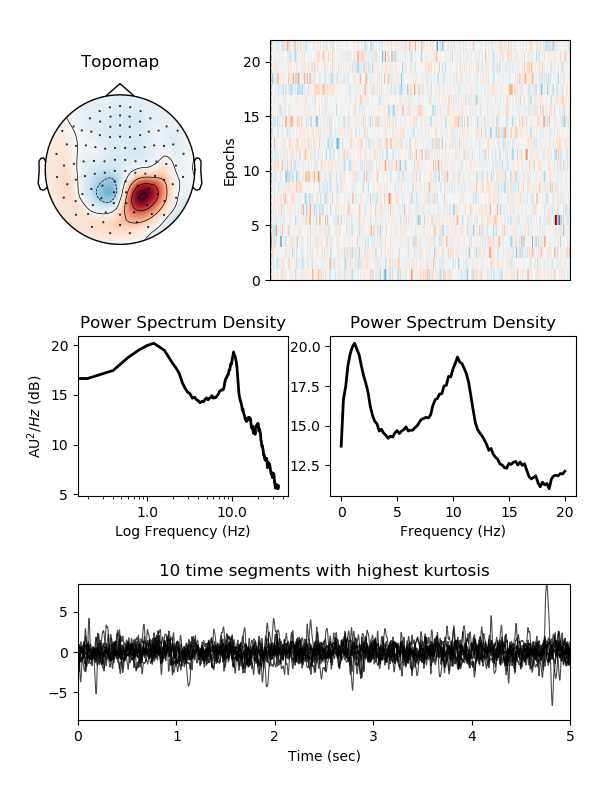 Topomap
Epochs
20
15
10
5
0
Power Spectrum Density
AU²/Hz (dB)
20
15
10
5
1.0 10.0
Log Frequency (Hz)
Power Spectrum Density
20.0
17.5
15.0
12.5
0 5 10 15 20
Frequency (Hz)
10 time segments with highest kurtosis
5
0
−5
0 1 2 3 4 5
Time (sec)